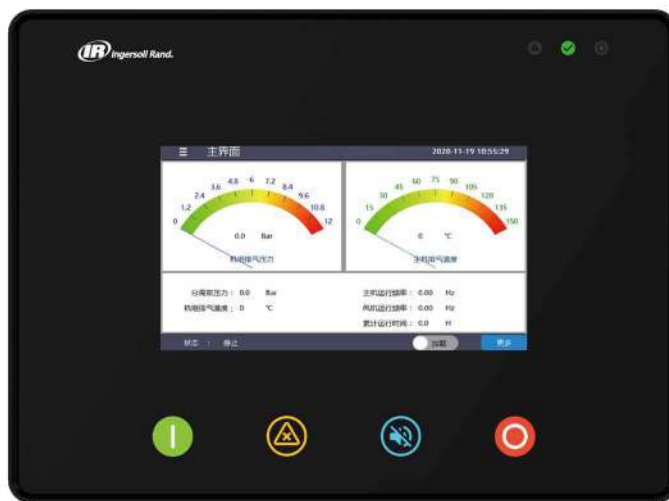 IR Ingersoll Rand.
主界面 2020-11-19 10:55:29
0 1.2 2.4 3.6 4.8 6 7.2 8.4 9.6 10.8 12
0.0 Bar
机组排气压力
0 15 30 45 60 75 90 105 120 135 150
0 ℃
主机排气温度
分离前压力： 0.0 Bar
机组排气温度： 0 ℃
主机运行频率： 0.00 Hz
风机运行频率： 0.00 Hz
累计运行时间： 0.0 H
状态 ： 停止
加载
更多